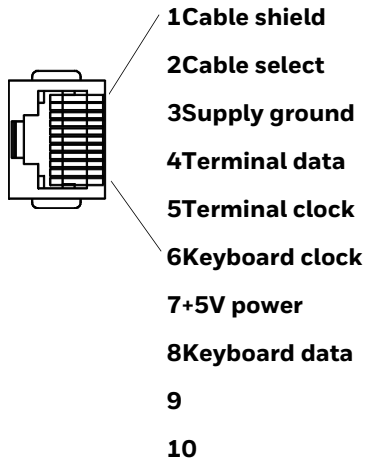 1Cable shield
2Cable select
3Supply ground
4Terminal data
5Terminal clock
6Keyboard clock
7+5V power
8Keyboard data
9
10